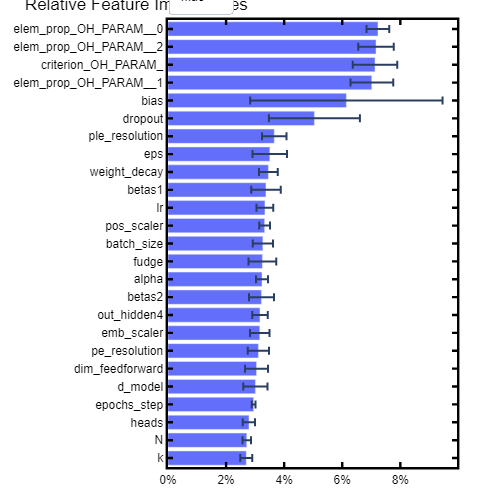 Relative Feature Im es
elem_prop_OH_PARAM__0
elem_prop_OH_PARAM__2
criterion_OH_PARAM_
elem_prop_OH_PARAM__1
bias
dropout
ple_resolution
eps
weight_decay
betas1
lr
pos_scaler
batch_size
fudge
alpha
betas2
out_hidden4
emb_scaler
pe_resolution
dim_feedforward
d_model
epochs_step
heads
N
k
0% 2% 4% 6% 8%